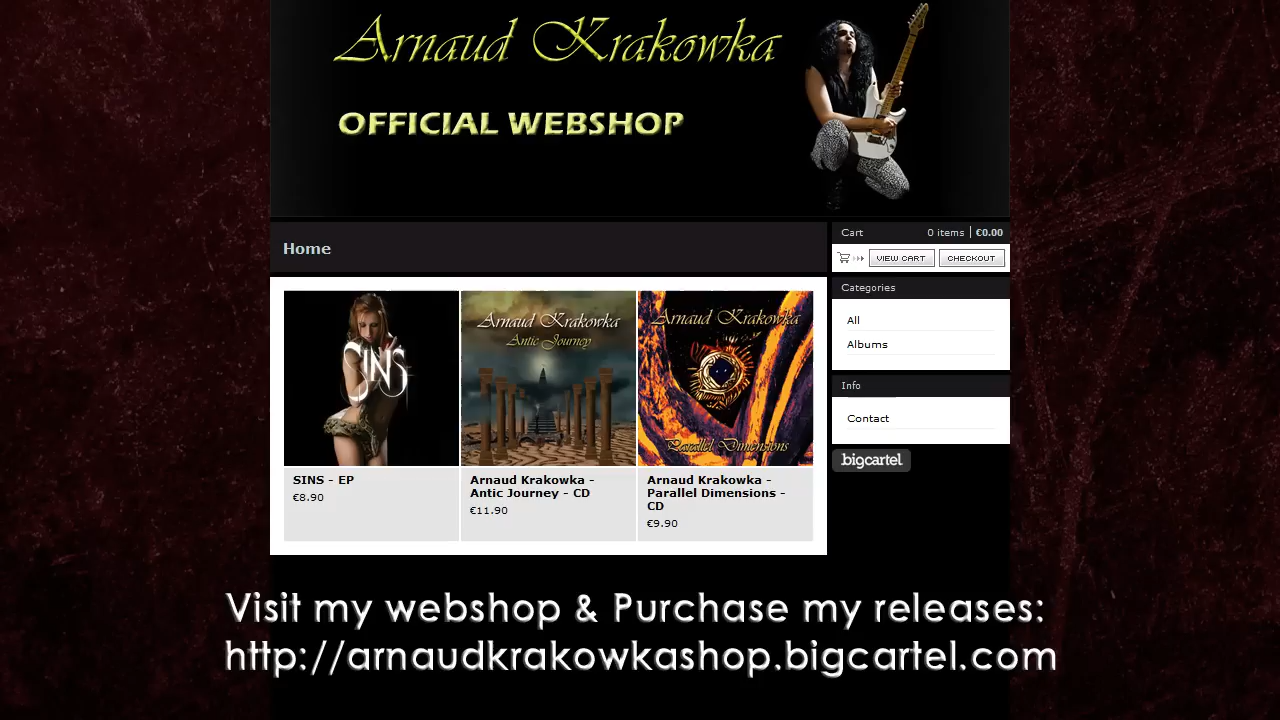 Arnaud Krakowka
OFFICIAL WEBSHOP
Home
Cart 0 items €0.00
VIEW CART CHECKOUT
Categories
All
Albums
Info
Contact
bigcartel
SINS
Arnaud Krakowka
Antic Journey
Arnaud Krakowka
Parallel Dimensions
SINS - EP
€8.90
Arnaud Krakowka -
Antic Journey - CD
€11.90
Arnaud Krakowka -
Parallel Dimensions -
CD
€9.90
Visit my webshop & Purchase my releases:
http://arnaudkrakowkashop.bigcartel.com